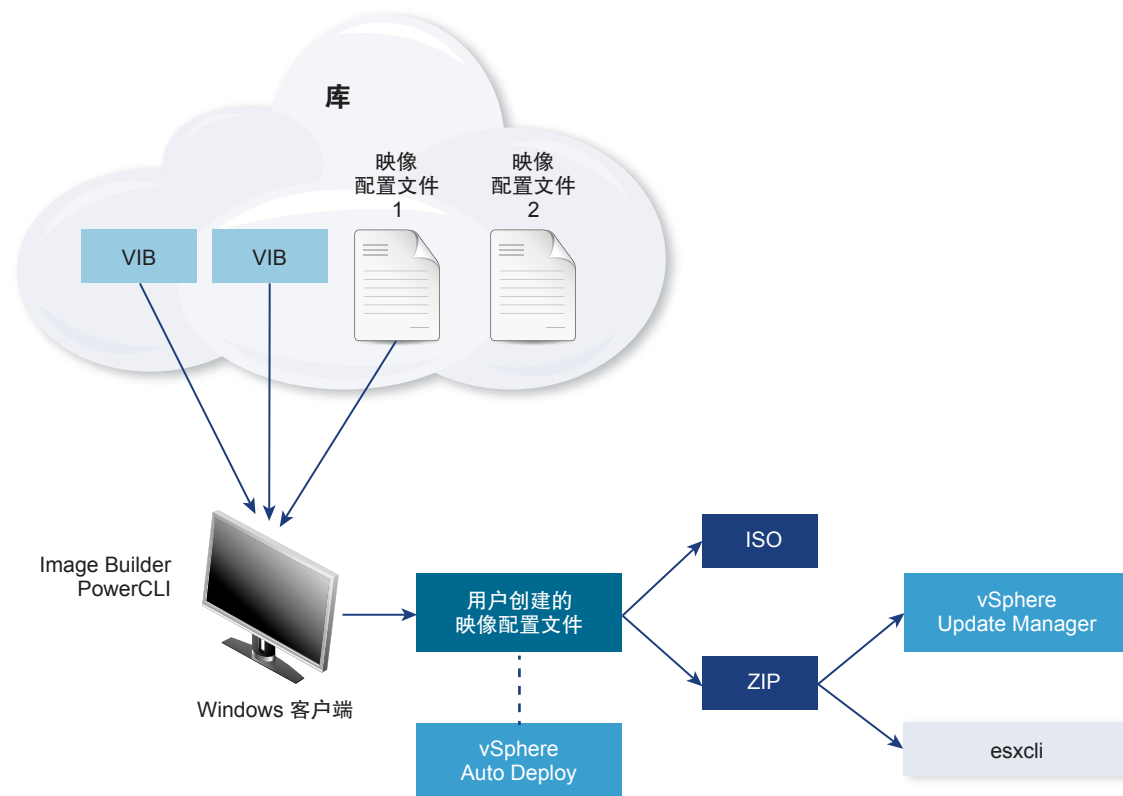 库
映像
配置文件
1
映像
配置文件
2
VIB
VIB
Image Builder
PowerCLI
Windows 客户端
用户创建的
映像配置文件
vSphere
Auto Deploy
ISO
ZIP
vSphere
Update Manager
esxcli